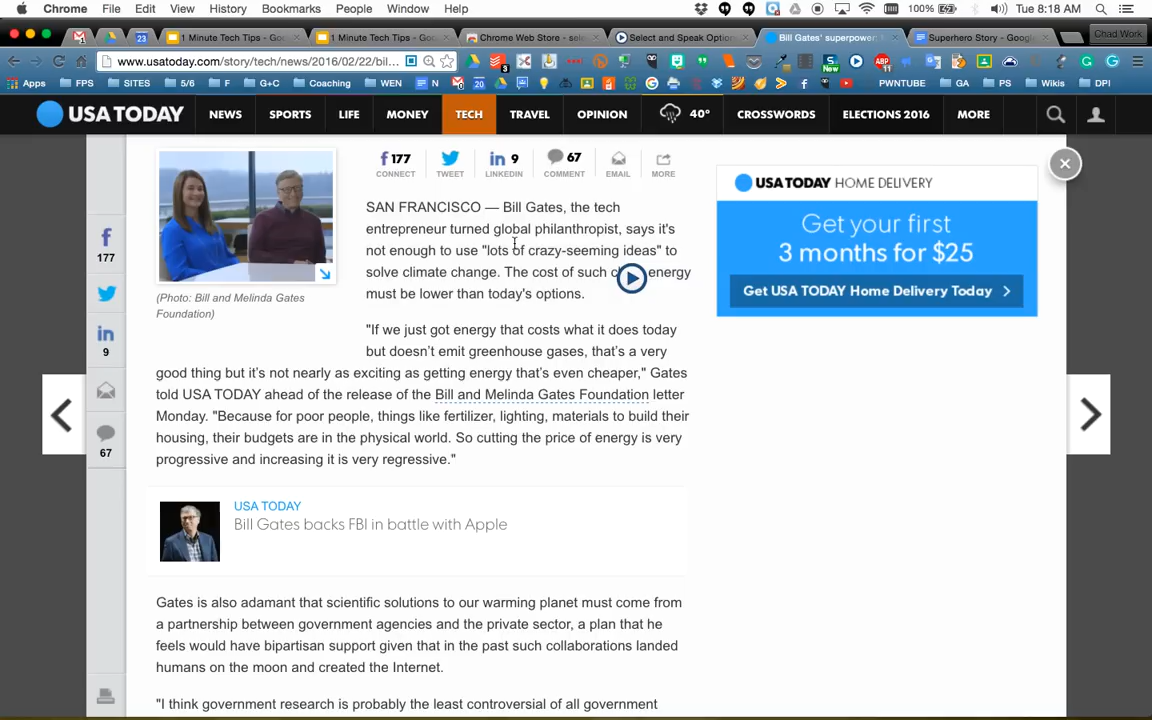 Chrome File Edit View History Bookmarks People Window Help 100% Tue 8:18 AM
1 Minute Tech Tips - Goo
1 Minute Tech Tips - Goo
Chrome Web Store - sele
Select and Speak Option
Bill Gates' superpower
Superhero Story - Google
Chad Work
www.usatoday.com/story/tech/news/2016/02/22/bil...
Apps FPS SITES 5/6 F G+C Coaching WEN PWNTUBE GA PS Wikis DPI
USA TODAY NEWS SPORTS LIFE MONEY TECH TRAVEL OPINION 40° CROSSWORDS ELECTIONS 2016 MORE
177
CONNECT
TWEET
9
LINKEDIN
67
COMMENT
EMAIL
MORE
177
9
67
(Photo: Bill and Melinda Gates
Foundation)
SAN FRANCISCO — Bill Gates, the tech
entrepreneur turned global philanthropist, says it's
not enough to use "lots of crazy-seeming ideas" to
solve climate change. The cost of such energy
must be lower than today's options.
"If we just got energy that costs what it does today
but doesn't emit greenhouse gases, that's a very
good thing but it's not nearly as exciting as getting energy that's even cheaper," Gates
told USA TODAY ahead of the release of the Bill and Melinda Gates Foundation letter
Monday. "Because for poor people, things like fertilizer, lighting, materials to build their
housing, their budgets are in the physical world. So cutting the price of energy is very
progressive and increasing it is very regressive."
USA TODAY
Bill Gates backs FBI in battle with Apple
Gates is also adamant that scientific solutions to our warming planet must come from
a partnership between government agencies and the private sector, a plan that he
feels would have bipartisan support given that in the past such collaborations landed
humans on the moon and created the Internet.
"I think government research is probably the least controversial of all government
USA TODAY HOME DELIVERY
Get your first
3 months for $25
Get USA TODAY Home Delivery Today